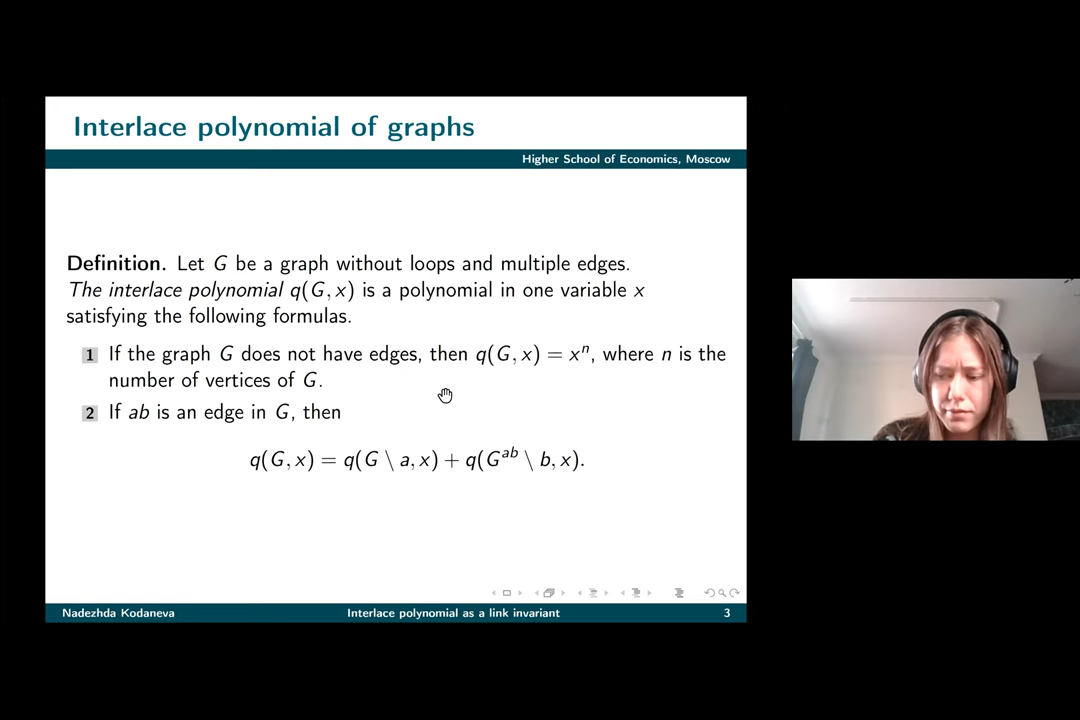 Interlace polynomial of graphs
Higher School of Economics, Moscow
Definition. Let G be a graph without loops and multiple edges.
The interlace polynomial q(G, x) is a polynomial in one variable x
satisfying the following formulas.
1 If the graph G does not have edges, then q(G, x) = xⁿ, where n is the
number of vertices of G.
2 If ab is an edge in G, then
q(G, x) = q(G \ a, x) + q(Gᵃᵇ \ b, x).
Nadezhda Kodaneva Interlace polynomial as a link invariant 3